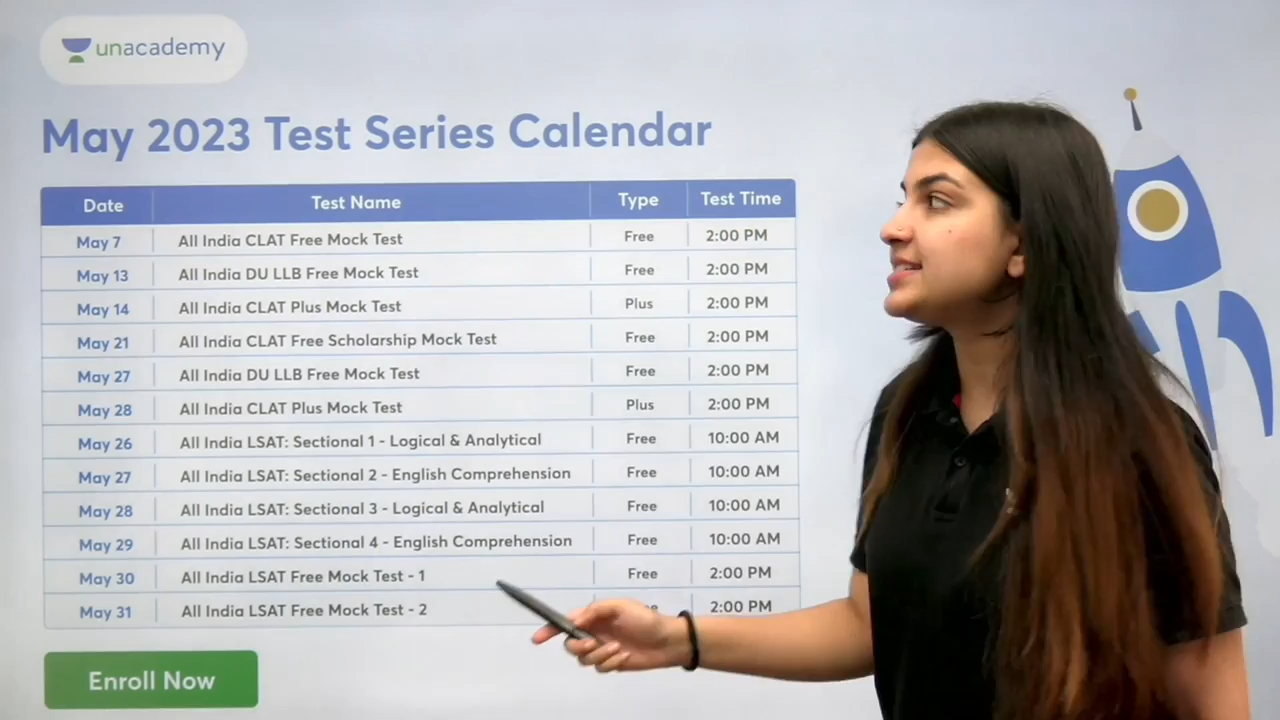 unacademy
May 2023 Test Series Calendar
Date Test Name Type Test Time
May 7 All India CLAT Free Mock Test Free 2:00 PM
May 13 All India DU LLB Free Mock Test Free 2:00 PM
May 14 All India CLAT Plus Mock Test Plus 2:00 PM
May 21 All India CLAT Free Scholarship Mock Test Free 2:00 PM
May 27 All India DU LLB Free Mock Test Free 2:00 PM
May 28 All India CLAT Plus Mock Test Plus 2:00 PM
May 26 All India LSAT: Sectional 1 - Logical & Analytical Free 10:00 AM
May 27 All India LSAT: Sectional 2 - English Comprehension Free 10:00 AM
May 28 All India LSAT: Sectional 3 - Logical & Analytical Free 10:00 AM
May 29 All India LSAT: Sectional 4 - English Comprehension Free 10:00 AM
May 30 All India LSAT Free Mock Test - 1 Free 2:00 PM
May 31 All India LSAT Free Mock Test - 2 2:00 PM
Enroll Now